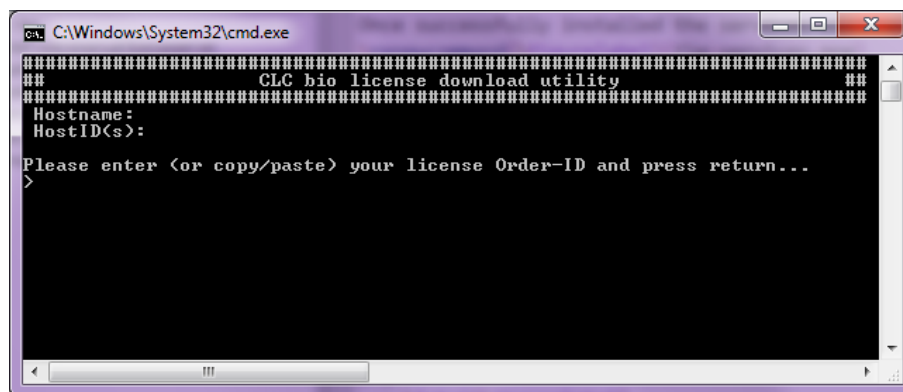 C:\Windows\System32\cmd.exe
##########################################################################
## CLC bio license download utility ##
##########################################################################
Hostname:
HostID(s):
Please enter (or copy/paste) your license Order-ID and press return...
>